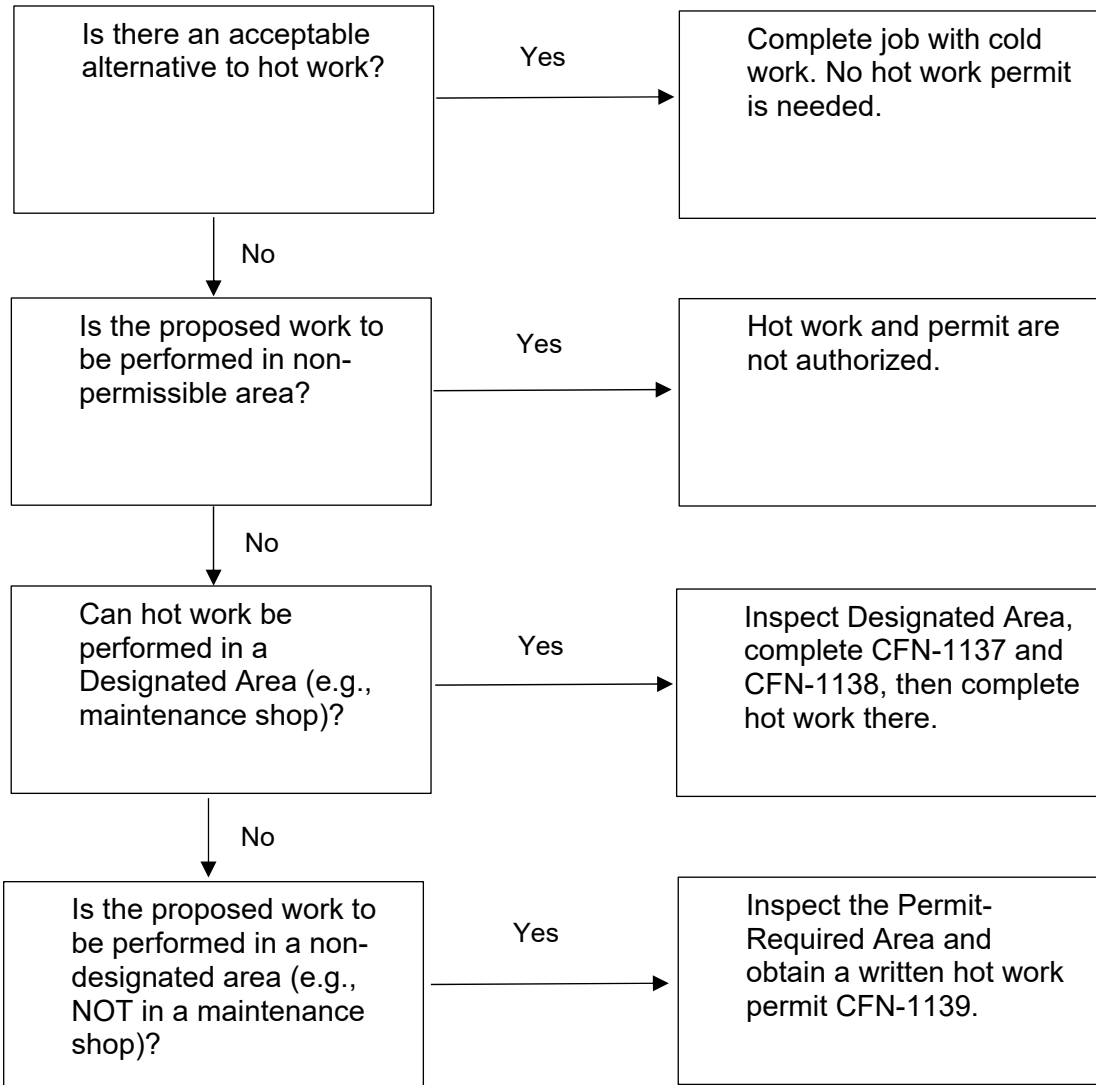 Is there an acceptable
alternative to hot work?
Yes
Complete job with cold
work. No hot work permit
is needed.
No
Is the proposed work to
be performed in non-
permissible area?
Yes
Hot work and permit are
not authorized.
No
Can hot work be
performed in a
Designated Area (e.g.,
maintenance shop)?
Yes
Inspect Designated Area,
complete CFN-1137 and
CFN-1138, then complete
hot work there.
No
Is the proposed work to
be performed in a non-
designated area (e.g.,
NOT in a maintenance
shop)?
Yes
Inspect the Permit-
Required Area and
obtain a written hot work
permit CFN-1139.